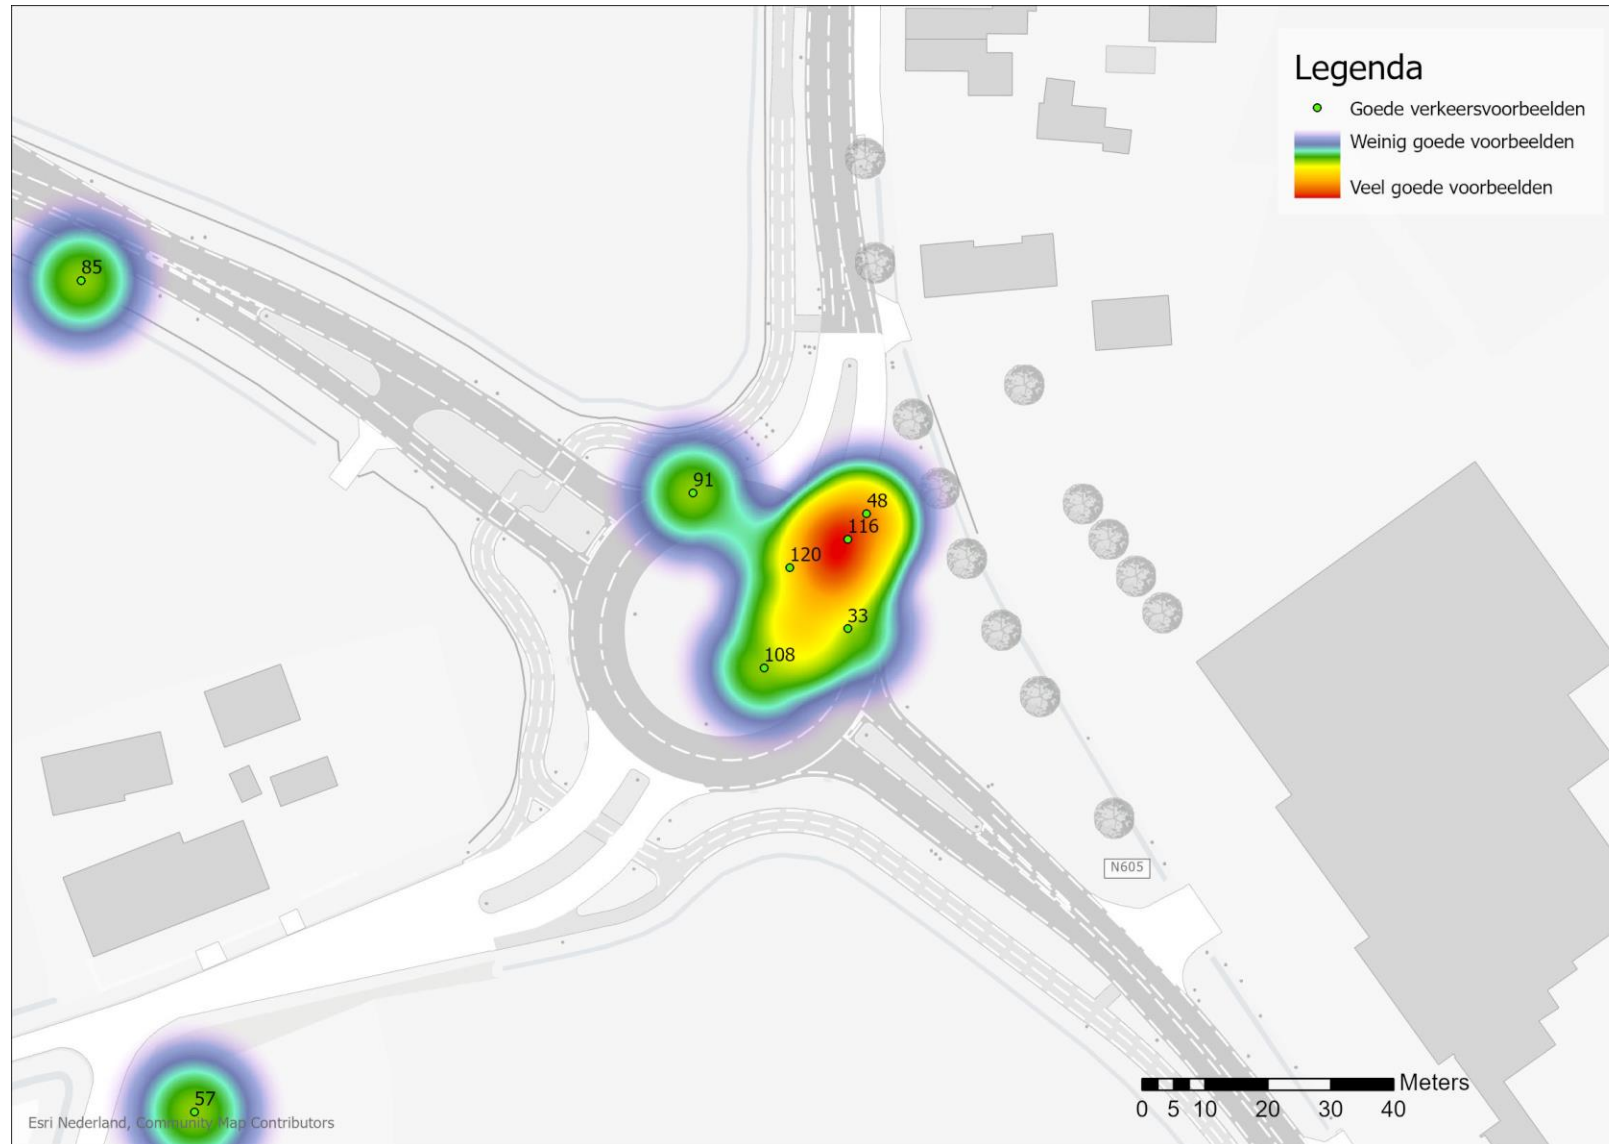 Legenda
Goede verkeersvoorbeelden
Weinig goede voorbeelden
Veel goede voorbeelden
85
91
48
116
120
33
108
N605
57
Meters
0 5 10 20 30 40
Esri Nederland, Community Map Contributors